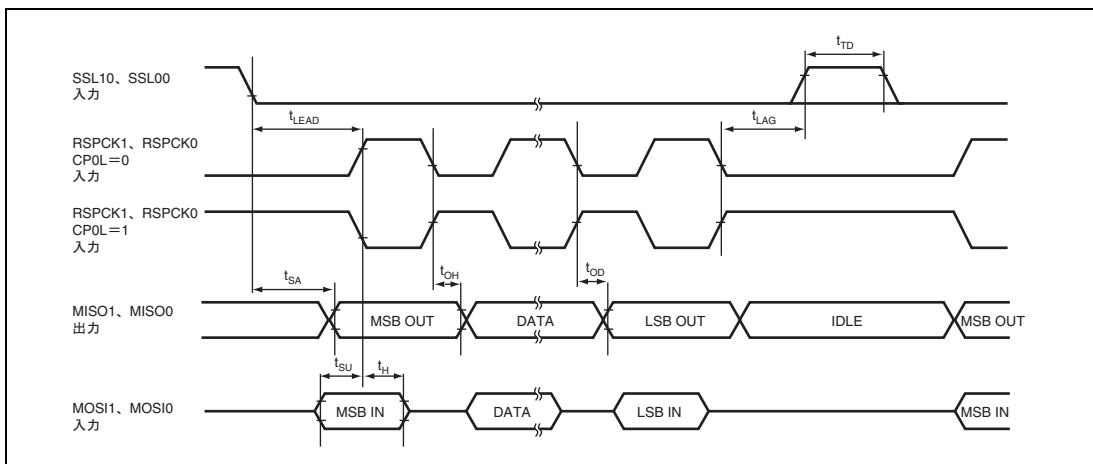 tTD
SSL10、SSL00
入力
tLEAD
tLAG
RSPCK1、RSPCK0
CP0L=0
入力
RSPCK1、RSPCK0
CP0L=1
入力
tSA
tOH
tOD
MISO1、MISO0
出力
MSB OUT
DATA
LSB OUT
IDLE
MSB OUT
tSU
tH
MOSI1、MOSI0
入力
MSB IN
DATA
LSB IN
MSB IN